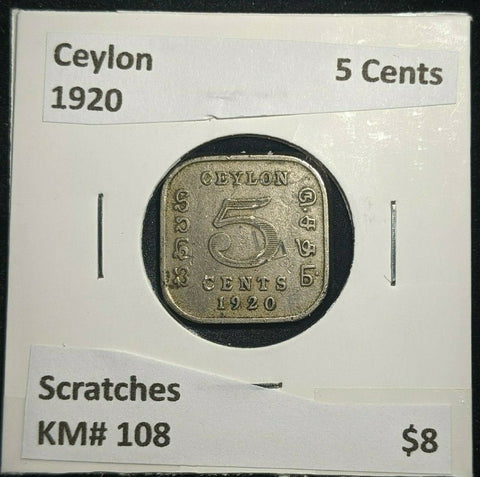 Ceylon 5 Cents
1920
CEYLON
5
CENTS
1920
Scratches
KM# 108 $8